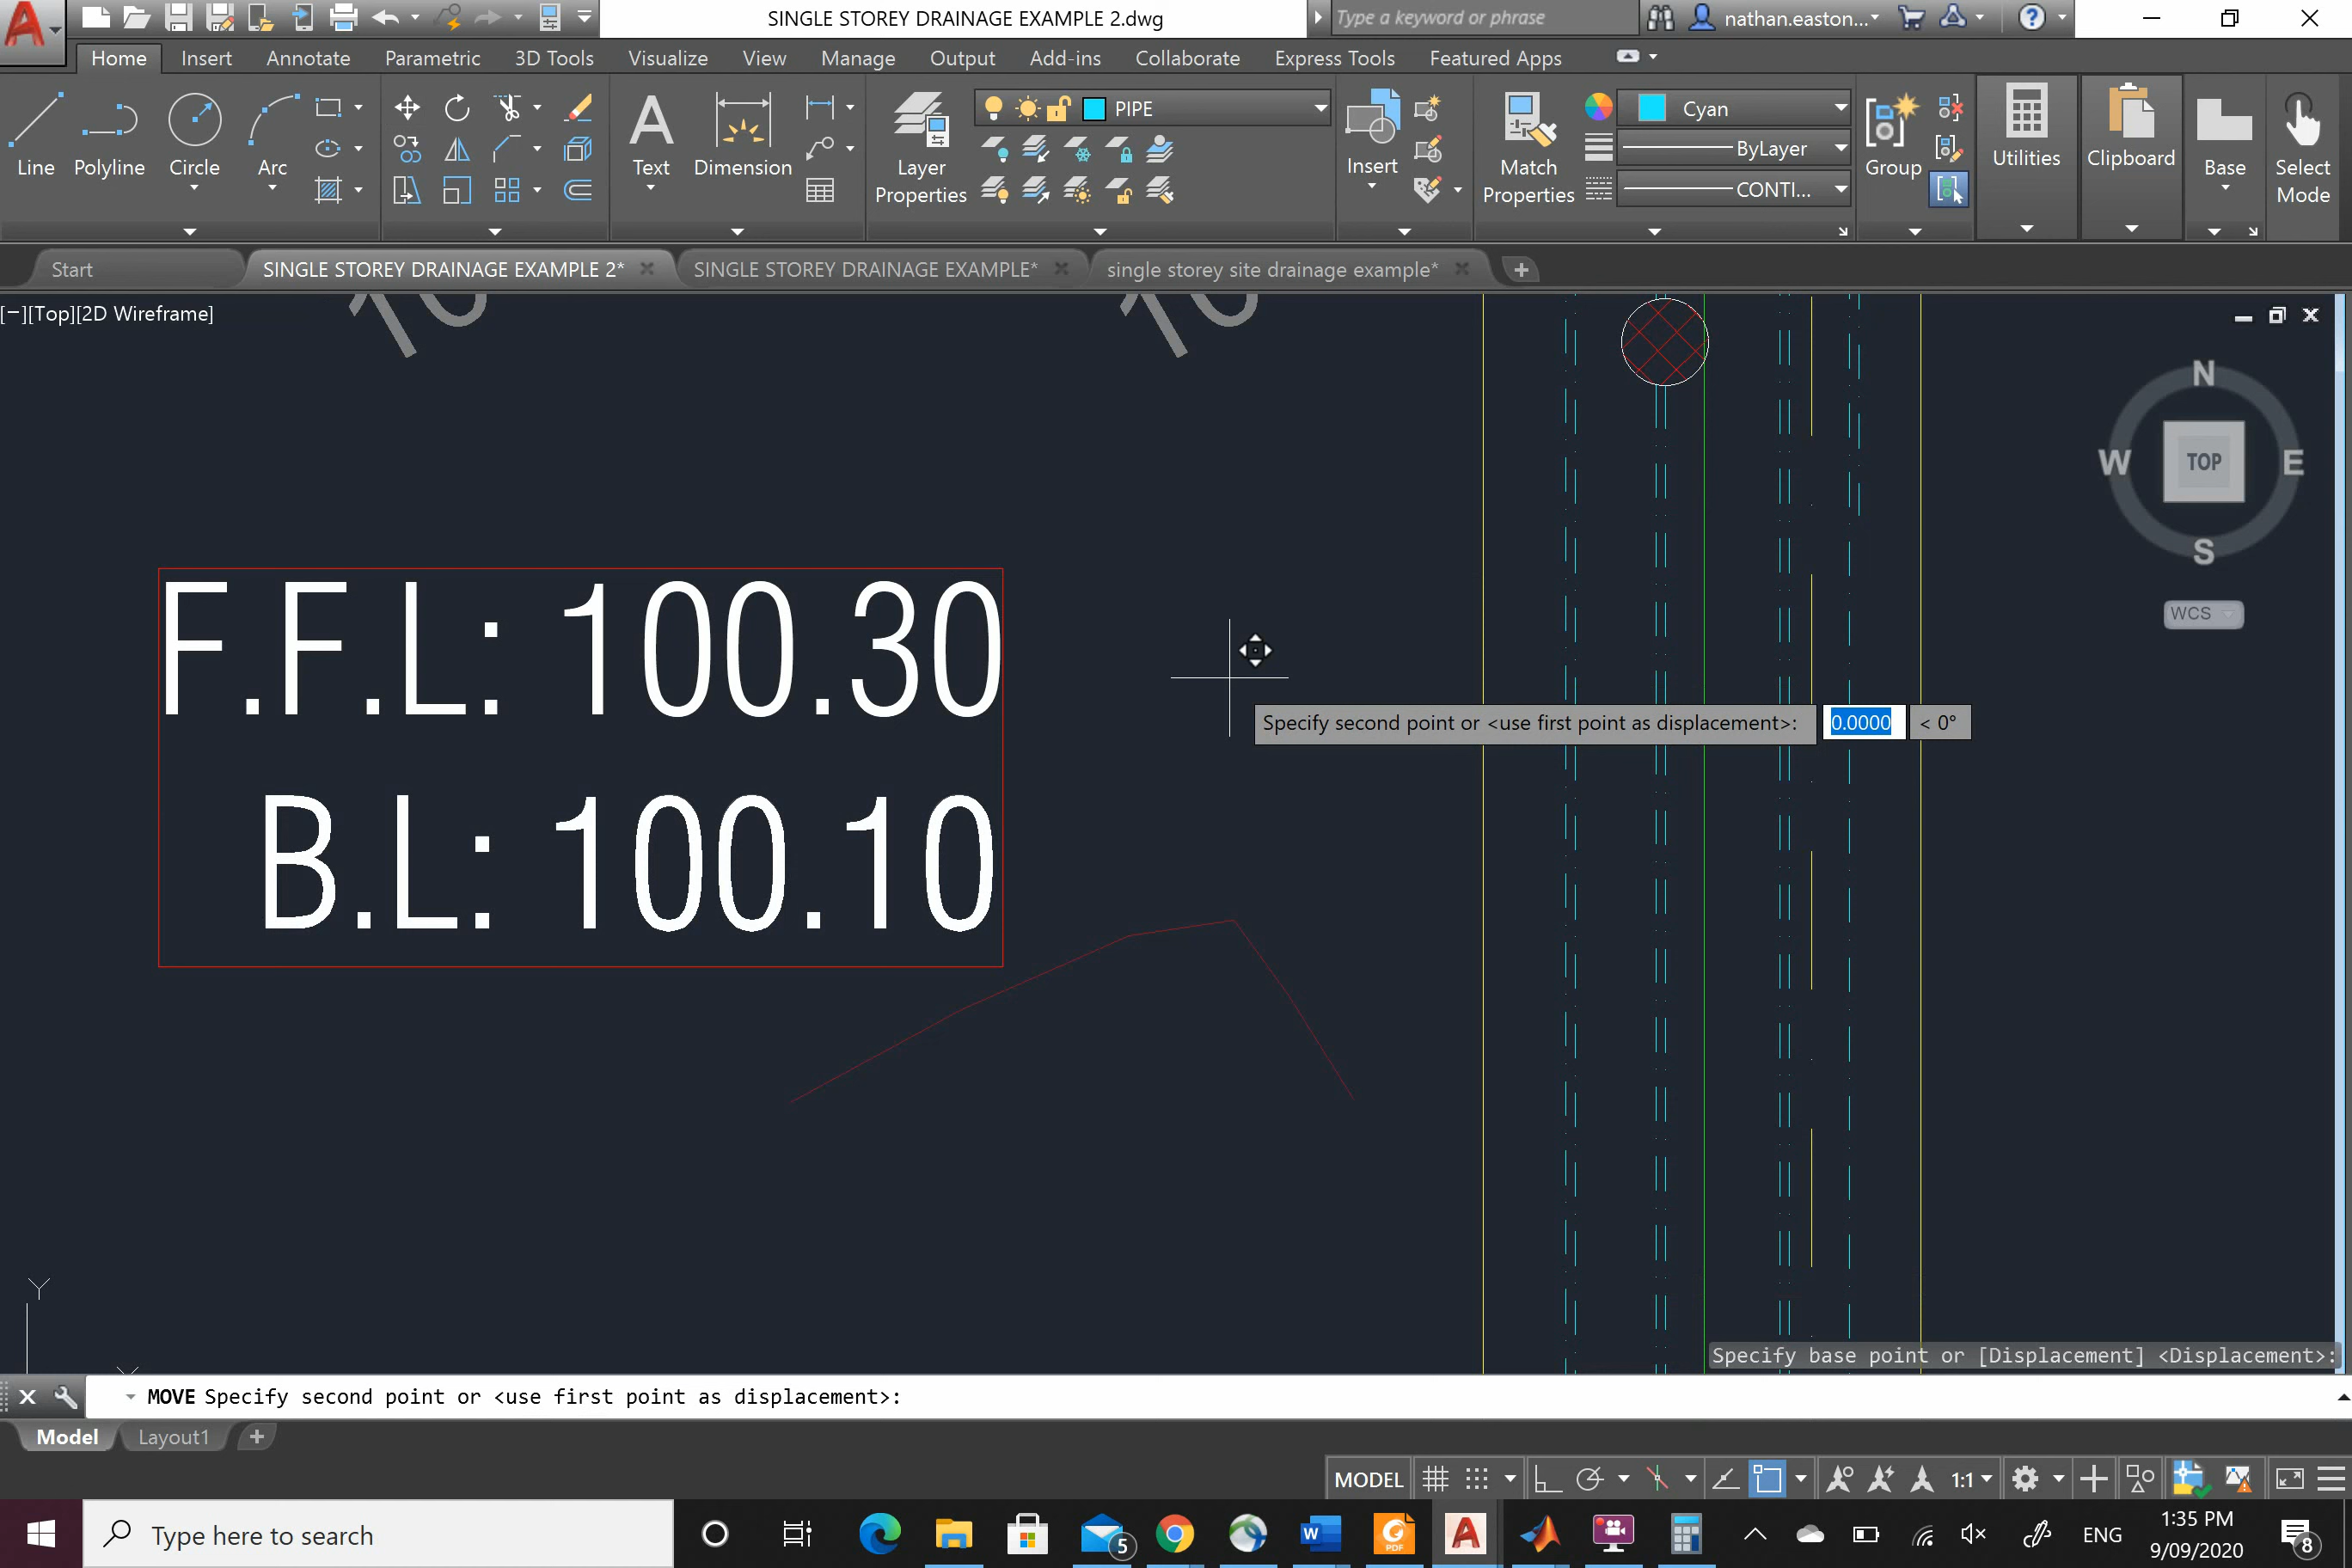 SINGLE STOREY DRAINAGE EXAMPLE 2.dwg
Type a keyword or phrase
nathan.easton...
Home
Insert
Annotate
Parametric
3D Tools
Visualize
View
Manage
Output
Add-ins
Collaborate
Express Tools
Featured Apps
Line
Polyline
Circle
Arc
Text
Dimension
Layer
Properties
PIPE
Insert
Match
Properties
Cyan
ByLayer
CONTI...
Group
Utilities
Clipboard
Base
Select
Mode
Start
SINGLE STOREY DRAINAGE EXAMPLE 2*
SINGLE STOREY DRAINAGE EXAMPLE*
single storey site drainage example*
[−][Top][2D Wireframe]
N
W
TOP
E
S
WCS
F.F.L: 100.30
B.L: 100.10
Specify second point or <use first point as displacement>:
0.0000
< 0°
Y
Specify base point or [Displacement] <Displacement>:
MOVE Specify second point or <use first point as displacement>:
Model
Layout1
MODEL
1:1
Type here to search
5
W
PDF
ENG
1:35 PM
9/09/2020
8